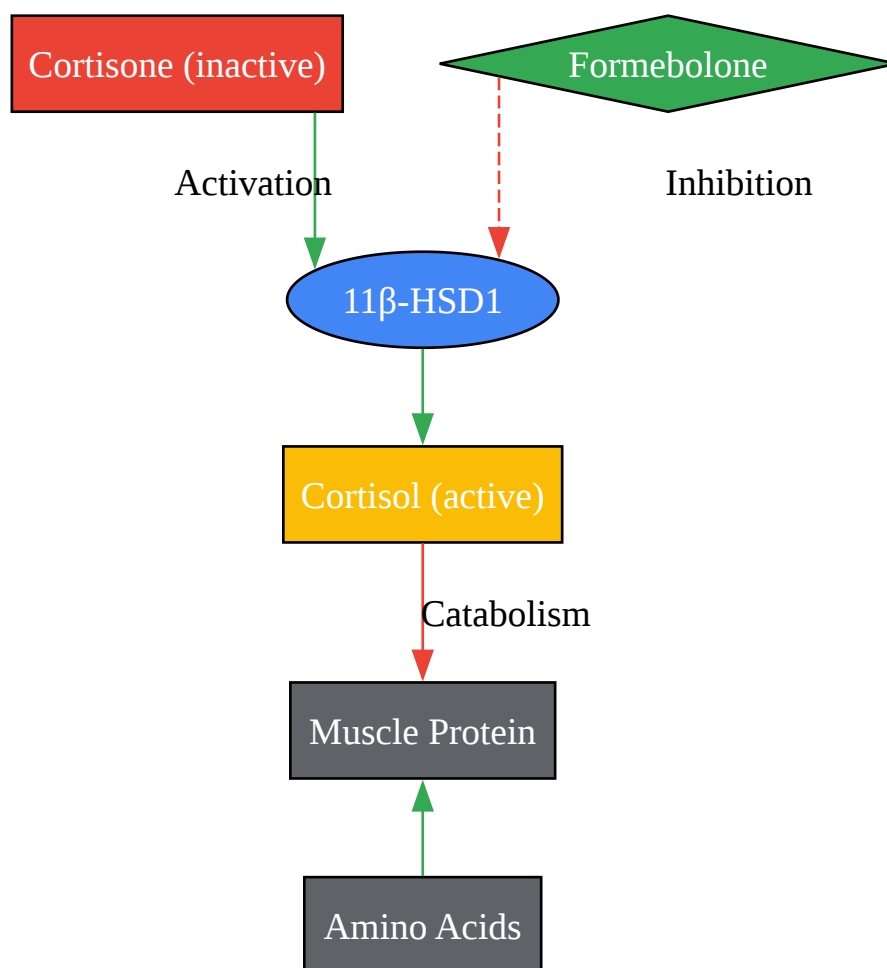 Cortisone (inactive)
Formebolone
Activation
Inhibition
11β-HSD1
Cortisol (active)
Catabolism
Muscle Protein
Amino Acids